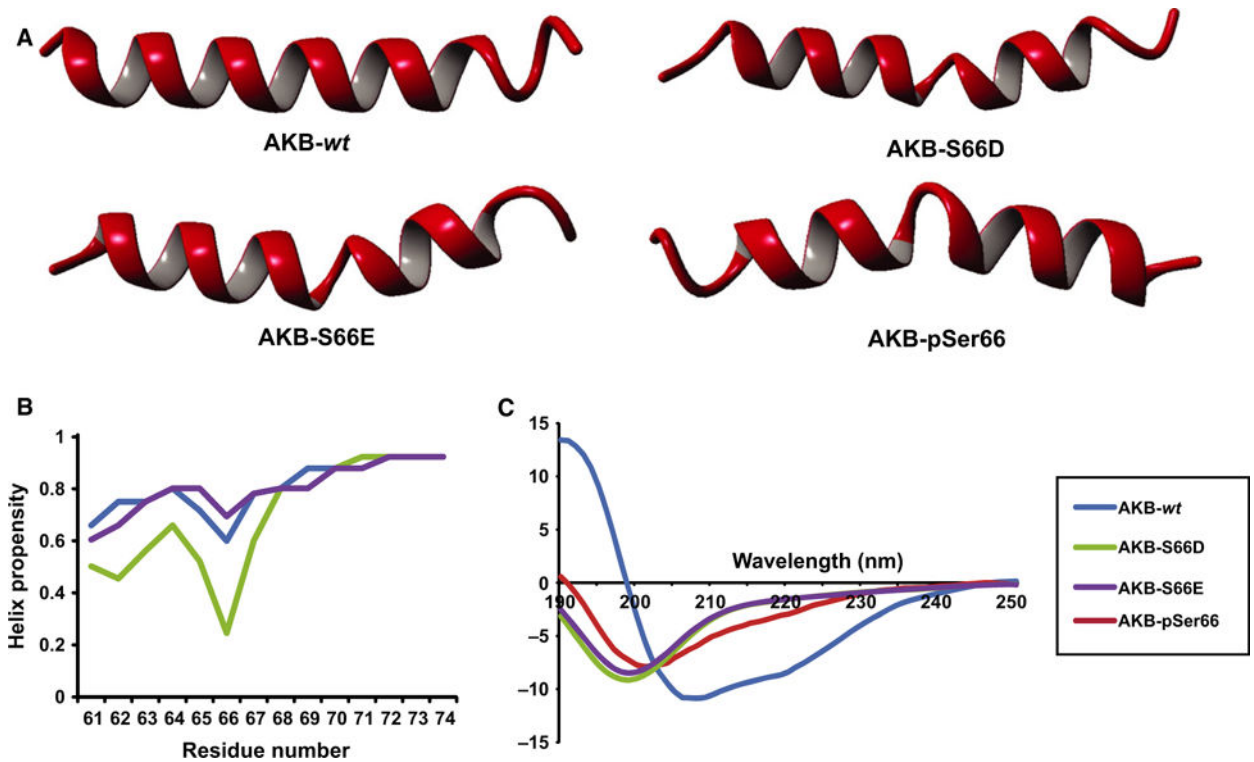 A
AKB-wt
AKB-S66D
AKB-S66E
AKB-pSer66
B
Helix propensity
1
0.8
0.6
0.4
0.2
0
61 62 63 64 65 66 67 68 69 70 71 72 73 74
Residue number
C
15
10
5
0
–5
–10
–15
Wavelength (nm)
190 200 210 220 230 240 250
AKB-wt
AKB-S66D
AKB-S66E
AKB-pSer66